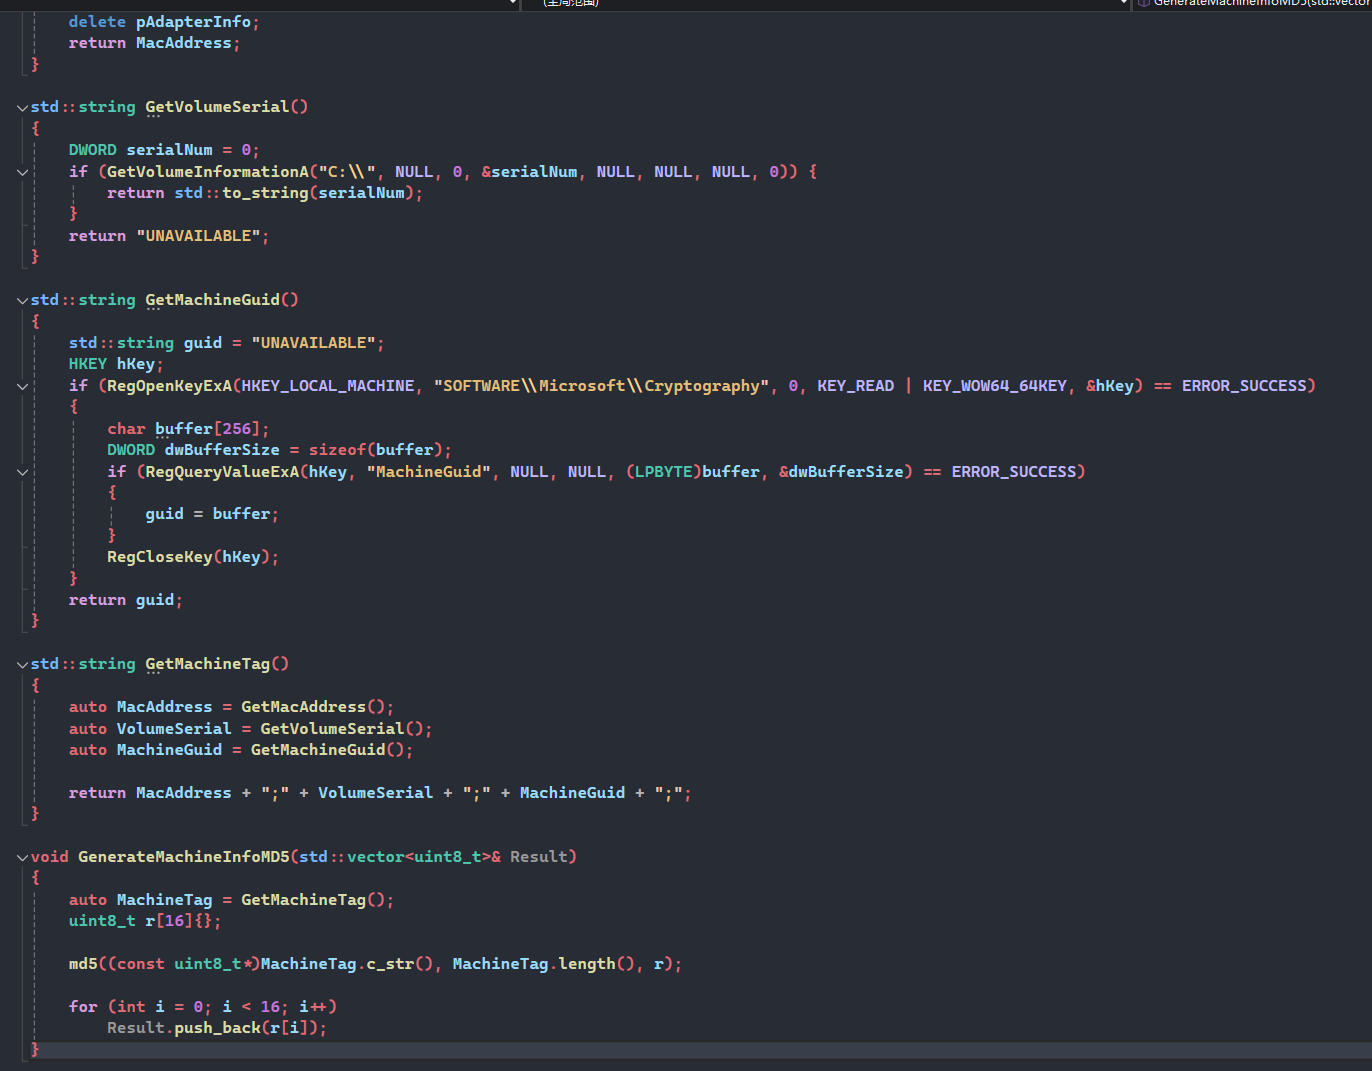 (全局范围) GenerateMachineInfoMD5(std::vector
delete pAdapterInfo;
return MacAddress;
}
std::string GetVolumeSerial()
{
DWORD serialNum = 0;
if (GetVolumeInformationA("C:\\", NULL, 0, &serialNum, NULL, NULL, NULL, 0)) {
return std::to_string(serialNum);
}
return "UNAVAILABLE";
}
std::string GetMachineGuid()
{
std::string guid = "UNAVAILABLE";
HKEY hKey;
if (RegOpenKeyExA(HKEY_LOCAL_MACHINE, "SOFTWARE\\Microsoft\\Cryptography", 0, KEY_READ | KEY_WOW64_64KEY, &hKey) == ERROR_SUCCESS)
{
char buffer[256];
DWORD dwBufferSize = sizeof(buffer);
if (RegQueryValueExA(hKey, "MachineGuid", NULL, NULL, (LPBYTE)buffer, &dwBufferSize) == ERROR_SUCCESS)
{
guid = buffer;
}
RegCloseKey(hKey);
}
return guid;
}
std::string GetMachineTag()
{
auto MacAddress = GetMacAddress();
auto VolumeSerial = GetVolumeSerial();
auto MachineGuid = GetMachineGuid();
return MacAddress + ";" + VolumeSerial + ";" + MachineGuid + ";";
}
void GenerateMachineInfoMD5(std::vector<uint8_t>& Result)
{
auto MachineTag = GetMachineTag();
uint8_t r[16]{};
md5((const uint8_t*)MachineTag.c_str(), MachineTag.length(), r);
for (int i = 0; i < 16; i++)
Result.push_back(r[i]);
}